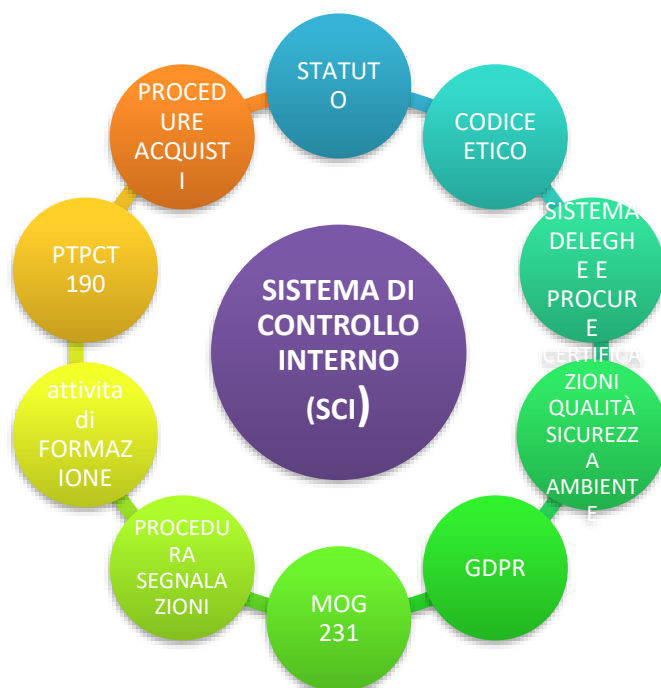 STATUT
O
CODICE
ETICO
SISTEMA
DELEGH
E E
PROCUR
E
CERTIFICA
ZIONI
QUALITÀ
SICUREZZ
A
AMBIENT
E
GDPR
MOG
231
PROCEDU
RA
SEGNALA
ZIONI
attivita
di
FORMAZ
IONE
PTPCT
190
PROCED
URE
ACQUIST
I
SISTEMA DI
CONTROLLO
INTERNO
(SCI)